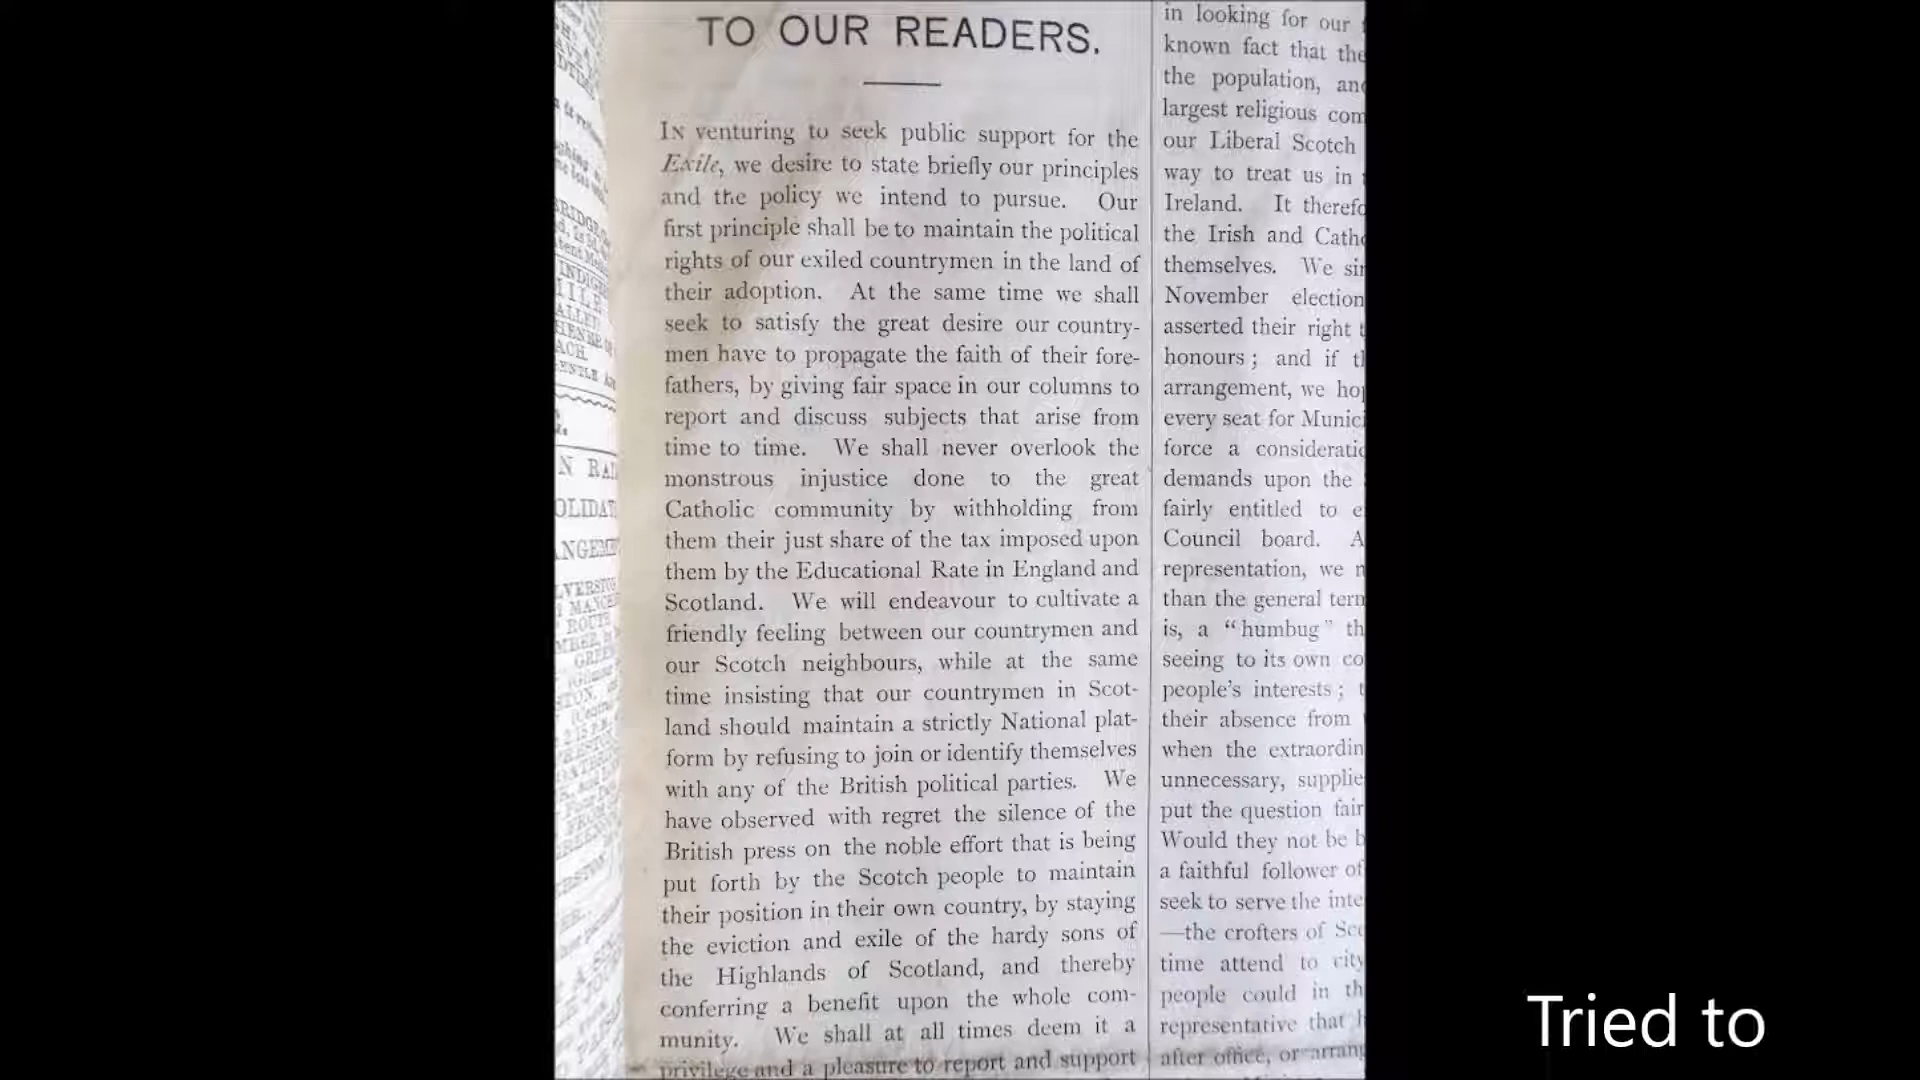 TO OUR READERS.
IN venturing to seek public support for the
Exile, we desire to state briefly our principles
and the policy we intend to pursue. Our
first principle shall be to maintain the political
rights of our exiled countrymen in the land of
their adoption. At the same time we shall
seek to satisfy the great desire our country-
men have to propagate the faith of their fore-
fathers, by giving fair space in our columns to
report and discuss subjects that arise from
time to time. We shall never overlook the
monstrous injustice done to the great
Catholic community by withholding from
them their just share of the tax imposed upon
them by the Educational Rate in England and
Scotland. We will endeavour to cultivate a
friendly feeling between our countrymen and
our Scotch neighbours, while at the same
time insisting that our countrymen in Scot-
land should maintain a strictly National plat-
form by refusing to join or identify themselves
with any of the British political parties. We
have observed with regret the silence of the
British press on the noble effort that is being
put forth by the Scotch people to maintain
their position in their own country, by staying
the eviction and exile of the hardy sons of
the Highlands of Scotland, and thereby
conferring a benefit upon the whole com-
munity. We shall at all times deem it a
privilege and a pleasure to report and support
in looking for our
known fact that the
the population, and
largest religious com
our Liberal Scotch
way to treat us in
Ireland. It therefo
the Irish and Catho
themselves. We sin
November election
asserted their right t
honours; and if th
arrangement, we hop
every seat for Munici
force a consideratio
demands upon the
fairly entitled to e
Council board. A
representation, we n
than the general term
is, a "humbug" th
seeing to its own co
people's interests; t
their absence from
when the extraordin
unnecessary, supplie
put the question fair
Would they not be b
a faithful follower of
seek to serve the inte
—the crofters of Sco
time attend to city
people could in th
representative that h
after office, or arrang
Tried to